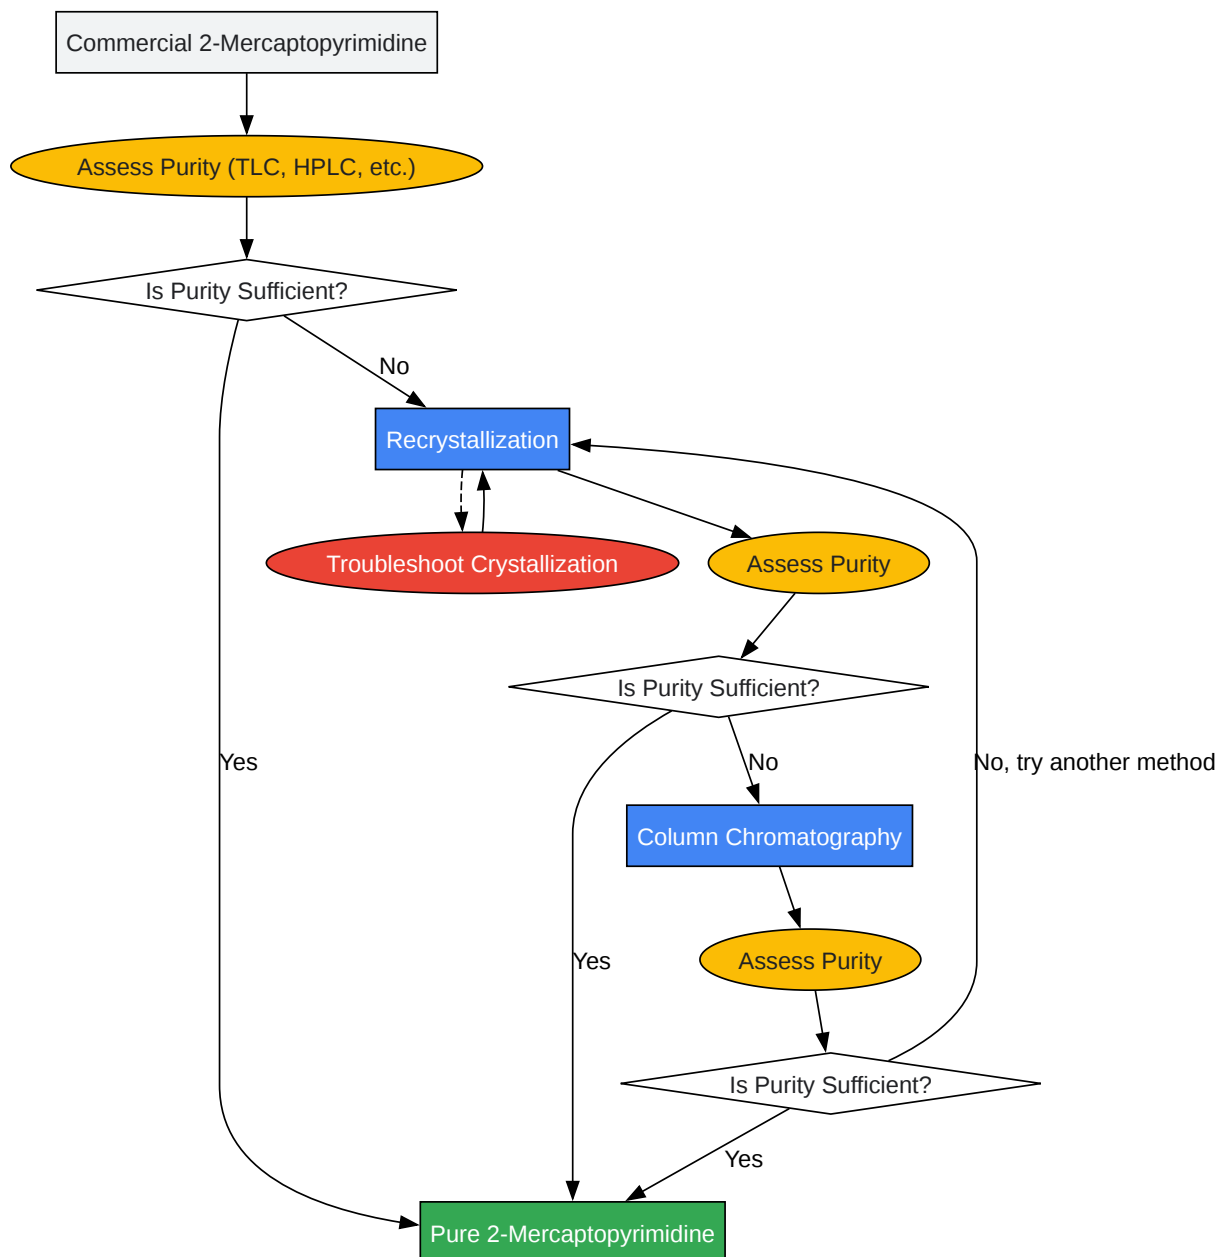 Commercial 2-Mercaptopyrimidine
Assess Purity (TLC, HPLC, etc.)
Is Purity Sufficient?
No
Recrystallization
Troubleshoot Crystallization
Assess Purity
Is Purity Sufficient?
Yes
No
No, try another method
Column Chromatography
Yes
Assess Purity
Is Purity Sufficient?
Yes
Pure 2-Mercaptopyrimidine